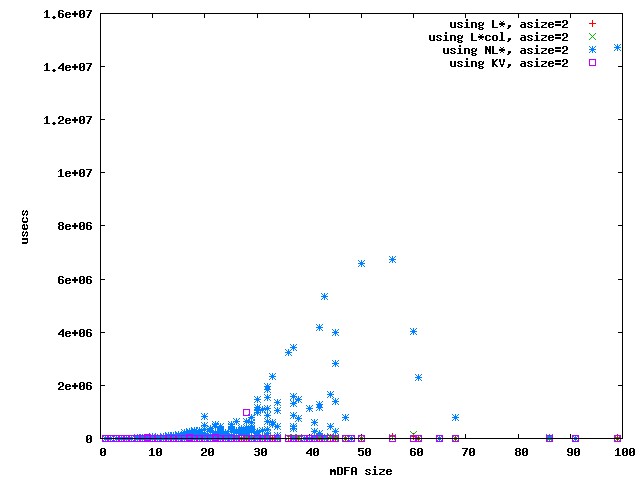 1.6e+07
1.4e+07
1.2e+07
1e+07
8e+06
6e+06
4e+06
2e+06
0
usecs
using L*, asize=2
using L*col, asize=2
using NL*, asize=2
using KV, asize=2
0 10 20 30 40 50 60 70 80 90 100
mDFA size